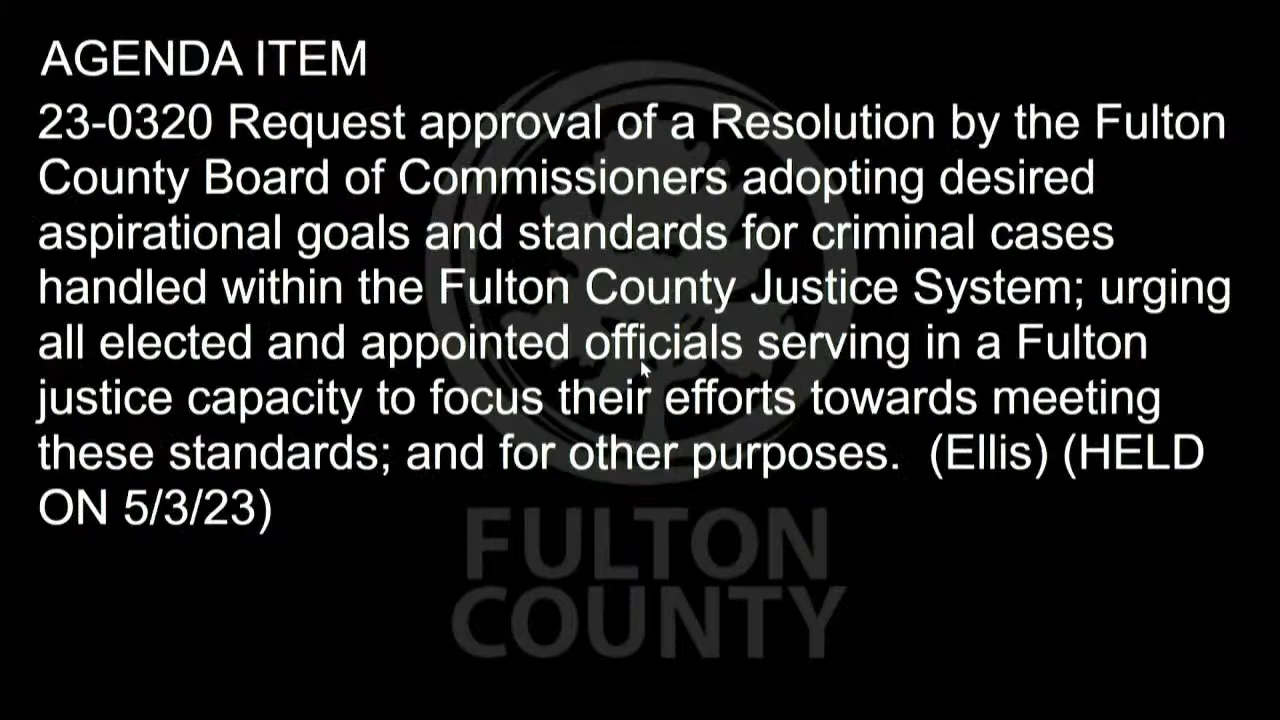 AGENDA ITEM
23-0320 Request approval of a Resolution by the Fulton
County Board of Commissioners adopting desired
aspirational goals and standards for criminal cases
handled within the Fulton County Justice System; urging
all elected and appointed officials serving in a Fulton
justice capacity to focus their efforts towards meeting
these standards; and for other purposes.  (Ellis) (HELD
ON 5/3/23)
FULTON
COUNTY